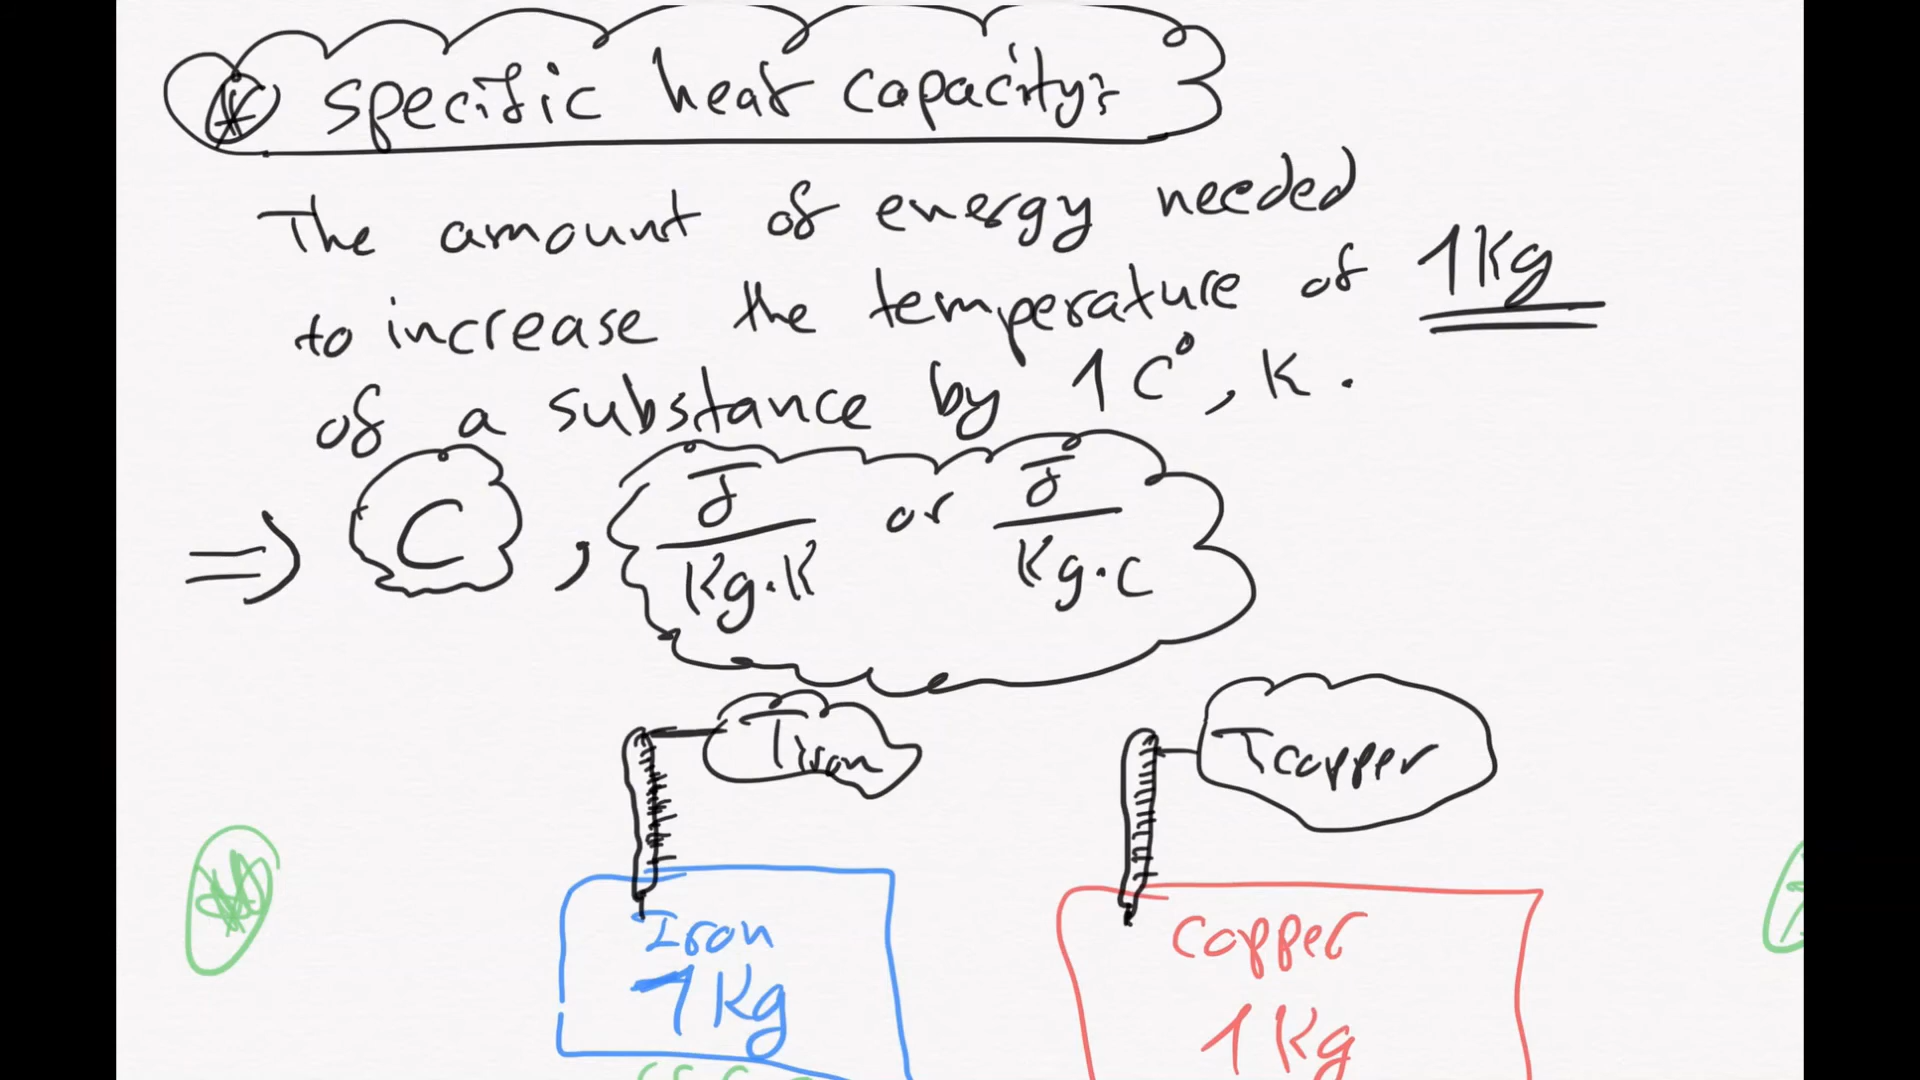 * specific heat capacity:
The amount of energy needed
to increase the temperature of 1Kg
of a substance by 1 C°, K.
⇒ C , J/Kg·K or J/Kg·C
Tiron Tcopper
Iron copper
1Kg 1Kg